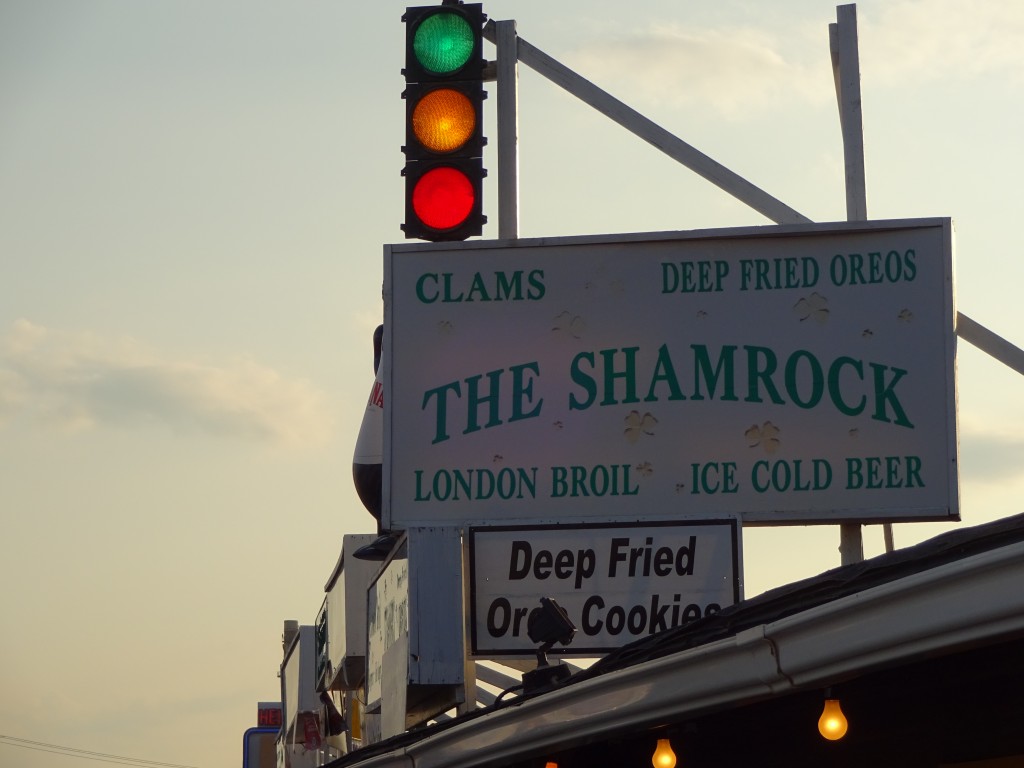 CLAMS DEEP FRIED OREOS
THE SHAMROCK
LONDON BROIL ICE COLD BEER
Deep Fried
Cookies